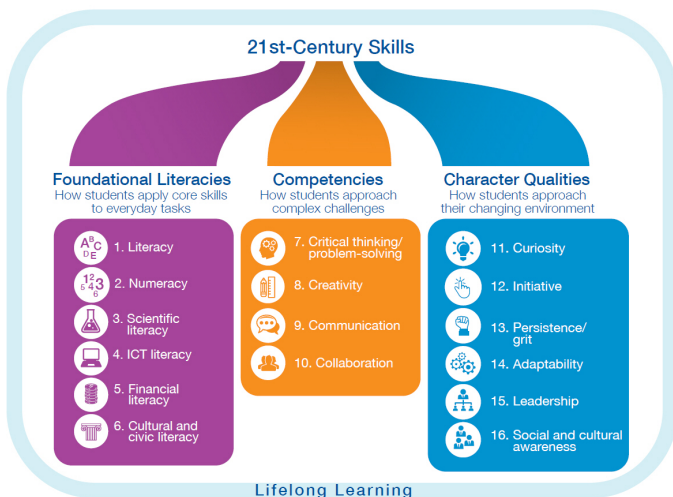 21st-Century Skills
Foundational Literacies
How students apply core skills
to everyday tasks
ABCDE
1. Literacy
123456
2. Numeracy
3. Scientific
literacy
4. ICT literacy
5. Financial
literacy
6. Cultural and
civic literacy
Competencies
How students approach
complex challenges
7. Critical thinking/
problem-solving
8. Creativity
9. Communication
10. Collaboration
Character Qualities
How students approach
their changing environment
11. Curiosity
12. Initiative
13. Persistence/
grit
14. Adaptability
15. Leadership
16. Social and cultural
awareness
Lifelong Learning